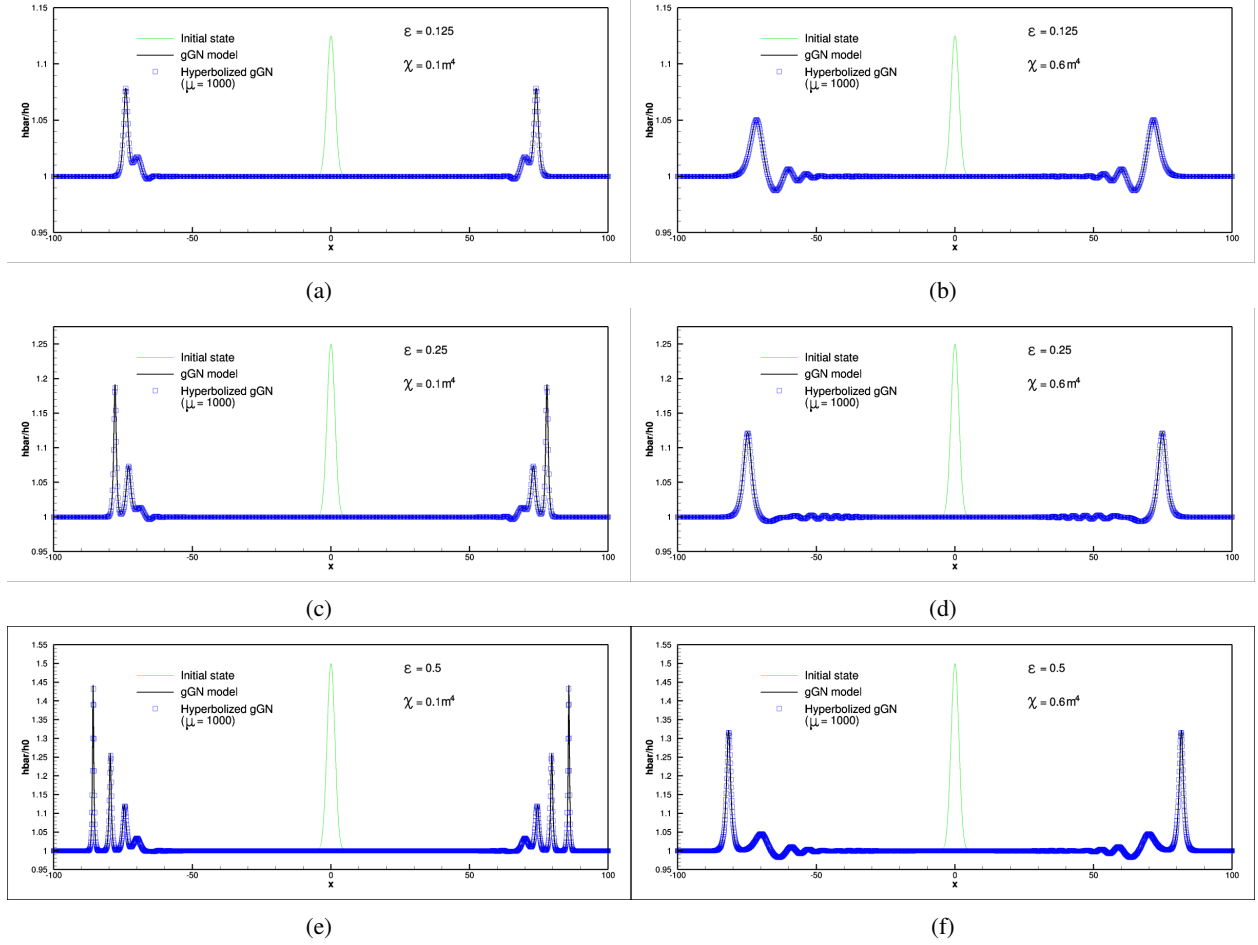 1.15
1.1
1.05
1
0.95
hbar/h0
-100
-50
0
50
100
x
Initial state
gGN model
Hyperbolized gGN
(μ = 1000)
ε = 0.125
χ = 0.1m⁴
(a)
1.15
1.1
1.05
1
0.95
hbar/h0
-100
-50
0
50
100
x
Initial state
gGN model
Hyperbolized gGN
(μ = 1000)
ε = 0.125
χ = 0.6m⁴
(b)
1.25
1.2
1.15
1.1
1.05
1
0.95
hbar/h0
-100
-50
0
50
100
x
Initial state
gGN model
Hyperbolized gGN
(μ = 1000)
ε = 0.25
χ = 0.1m⁴
(c)
1.25
1.2
1.15
1.1
1.05
1
0.95
hbar/h0
-100
-50
0
50
100
x
Initial state
gGN model
Hyperbolized gGN
(μ = 1000)
ε = 0.25
χ = 0.6m⁴
(d)
1.55
1.5
1.45
1.4
1.35
1.3
1.25
1.2
1.15
1.1
1.05
1
0.95
hbar/h0
-100
-50
0
50
100
x
Initial state
gGN model
Hyperbolized gGN
(μ = 1000)
ε = 0.5
χ = 0.1m⁴
(e)
1.55
1.5
1.45
1.4
1.35
1.3
1.25
1.2
1.15
1.1
1.05
1
0.95
hbar/h0
-100
-50
0
50
100
x
Initial state
gGN model
Hyperbolized gGN
(μ = 1000)
ε = 0.5
χ = 0.6m⁴
(f)